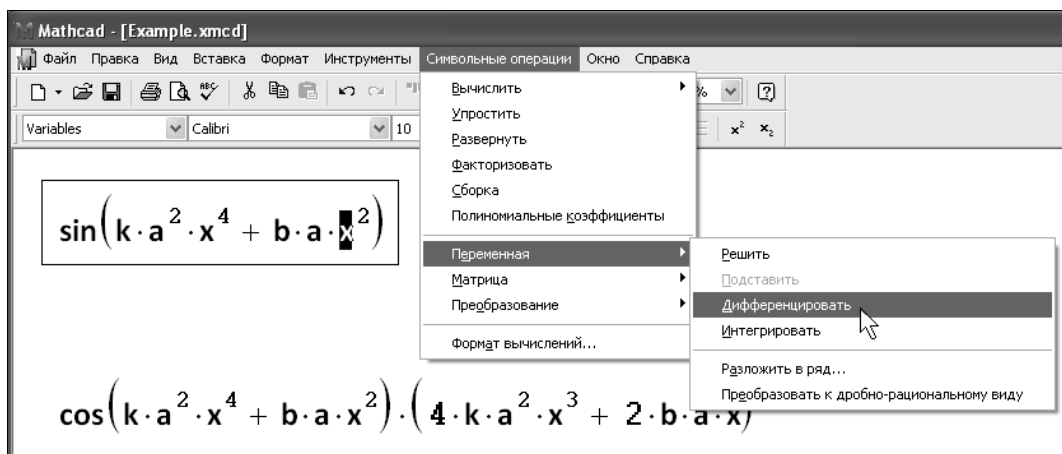 Mathcad - [Example.xmcd]
Файл Правка Вид Вставка Формат Инструменты Символьные операции Окно Справка
Variables Calibri 10 x² x₂
Вычислить
Упростить
Развернуть
Факторизовать
Сборка
Полиномиальные коэффициенты
Переменная
Матрица
Преобразование
Формат вычислений...
Решить
Подставить
Дифференцировать
Интегрировать
Разложить в ряд...
Преобразовать к дробно-рациональному виду
sin(k·a²·x⁴ + b·a·x²)
cos(k·a²·x⁴ + b·a·x²)·(4·k·a²·x³ + 2·b·a·x)